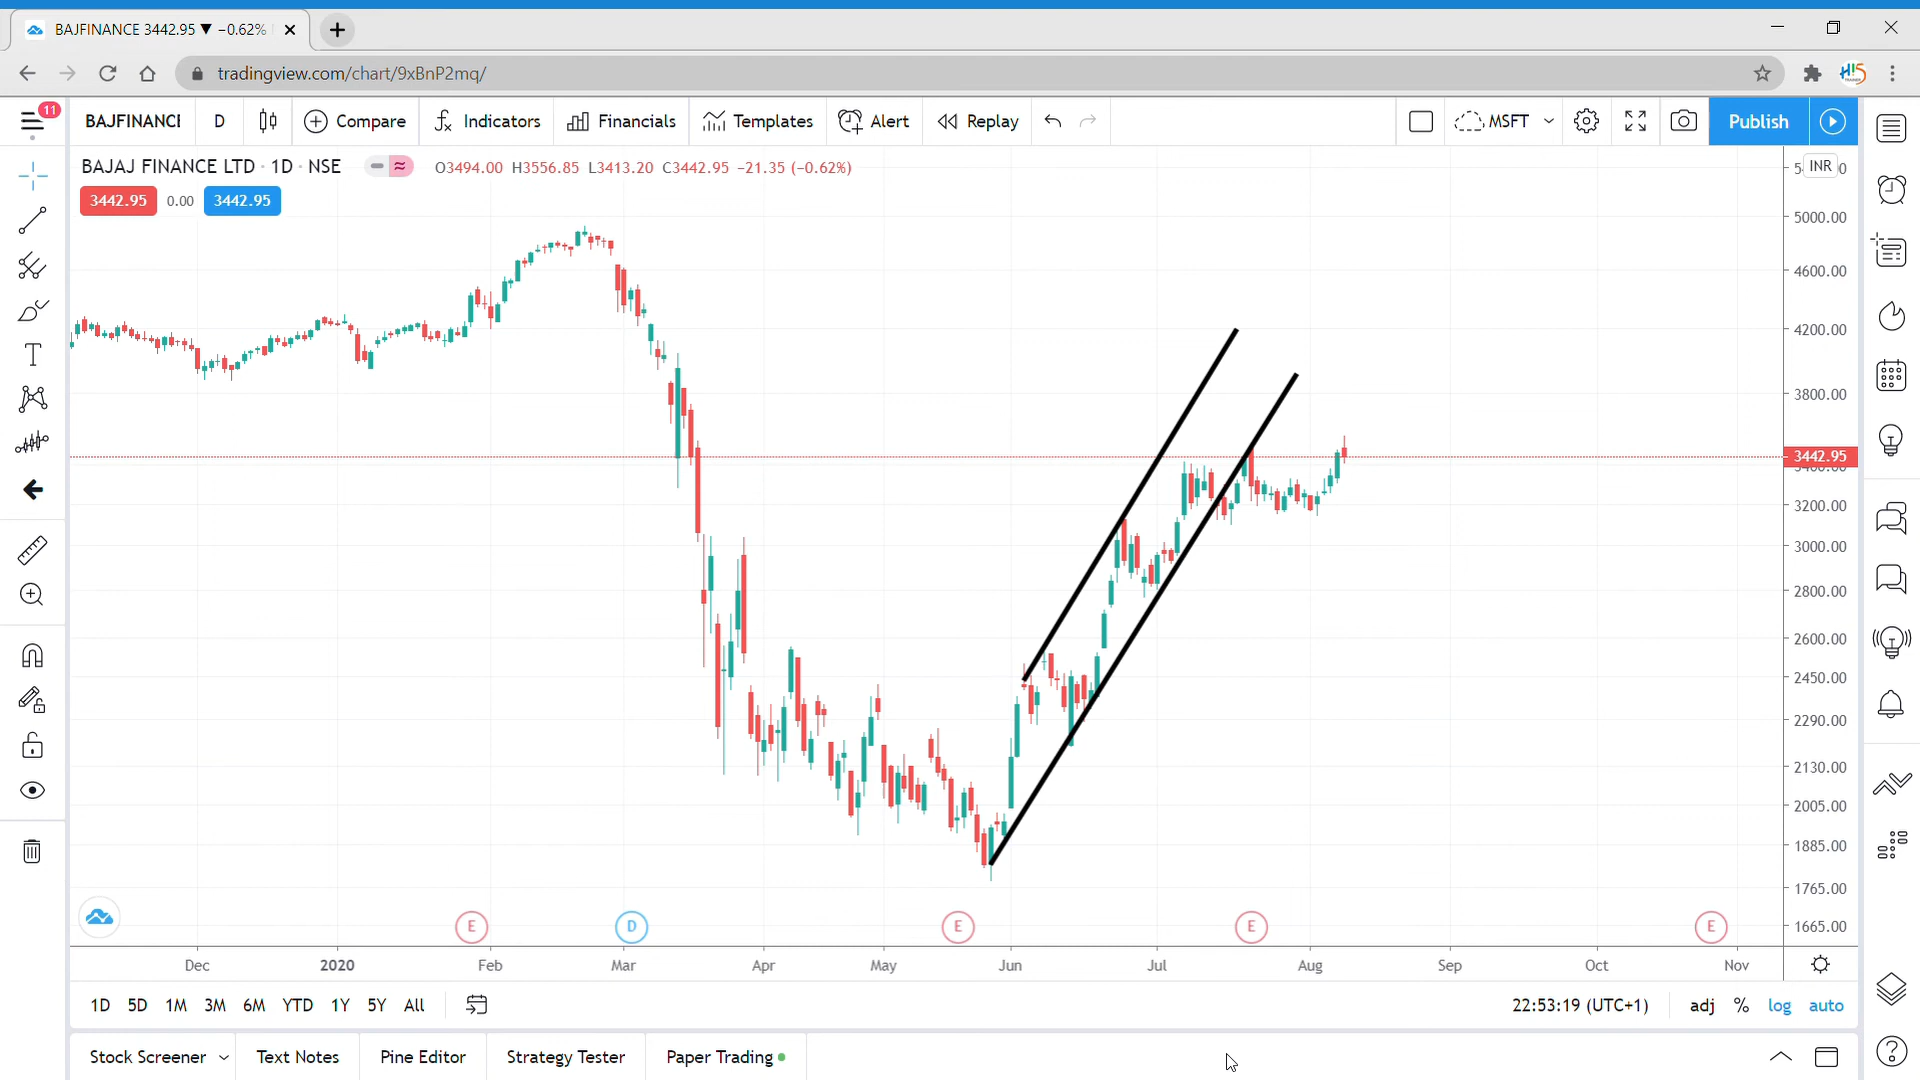 BAJFINANCE 3442.95 ▼ −0.62%
tradingview.com/chart/9xBnP2mq/
11
BAJFINANCE D Compare Indicators Financials Templates Alert Replay MSFT Publish
BAJAJ FINANCE LTD · 1D · NSE O3494.00 H3556.85 L3413.20 C3442.95 −21.35 (−0.62%)
INR
3442.95 0.00 3442.95
5000.00
4600.00
4200.00
3800.00
3442.95
3400.00
3200.00
3000.00
2800.00
2600.00
2450.00
2290.00
2130.00
2005.00
1885.00
1765.00
1665.00
E D E E E
Dec 2020 Feb Mar Apr May Jun Jul Aug Sep Oct Nov
1D 5D 1M 3M 6M YTD 1Y 5Y All 22:53:19 (UTC+1) adj % log auto
Stock Screener Text Notes Pine Editor Strategy Tester Paper Trading